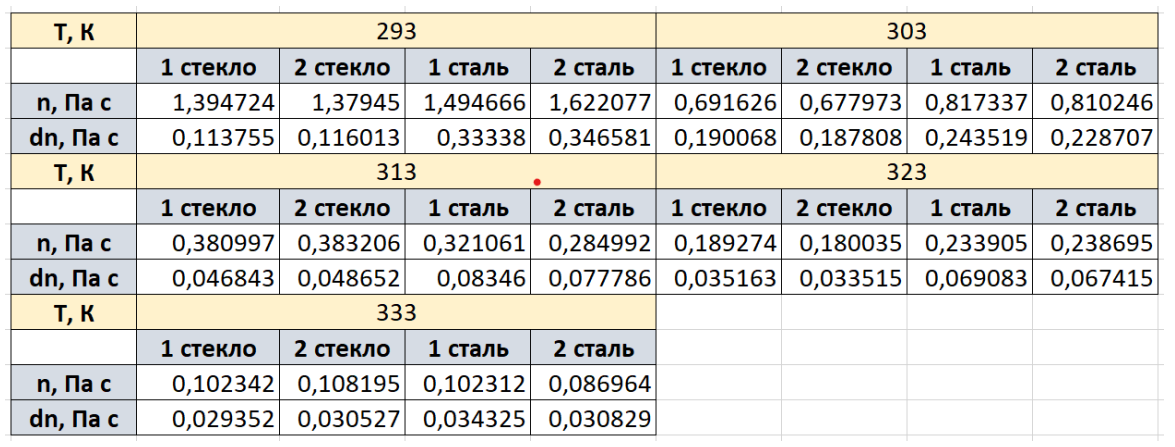 T, К 293 303
1 стекло 2 стекло 1 сталь 2 сталь 1 стекло 2 стекло 1 сталь 2 сталь
n, Па с 1,394724 1,37945 1,494666 1,622077 0,691626 0,677973 0,817337 0,810246
dn, Па с 0,113755 0,116013 0,33338 0,346581 0,190068 0,187808 0,243519 0,228707
T, К 313 323
1 стекло 2 стекло 1 сталь 2 сталь 1 стекло 2 стекло 1 сталь 2 сталь
n, Па с 0,380997 0,383206 0,321061 0,284992 0,189274 0,180035 0,233905 0,238695
dn, Па с 0,046843 0,048652 0,08346 0,077786 0,035163 0,033515 0,069083 0,067415
T, К 333
1 стекло 2 стекло 1 сталь 2 сталь
n, Па с 0,102342 0,108195 0,102312 0,086964
dn, Па с 0,029352 0,030527 0,034325 0,030829